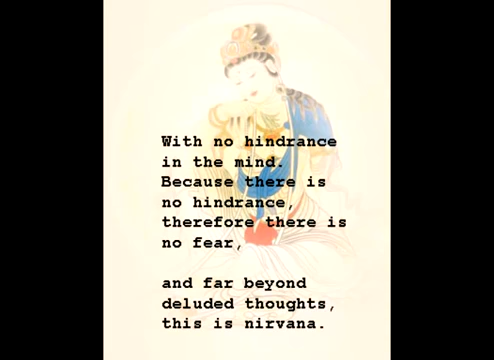 With no hindrance
in the mind.
Because there is
no hindrance,
therefore there is
no fear,
and far beyond
deluded thoughts,
this is nirvana.